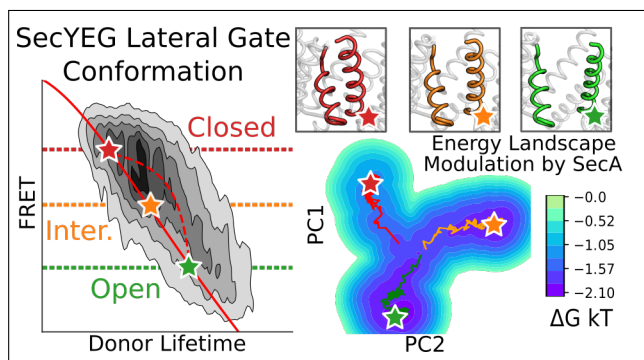 SecYEG Lateral Gate
Conformation
Closed
Inter.
Open
FRET
Donor Lifetime
Energy Landscape
Modulation by SecA
PC1
PC2
−0.0
−0.52
−1.05
−1.57
−2.10
ΔG kT